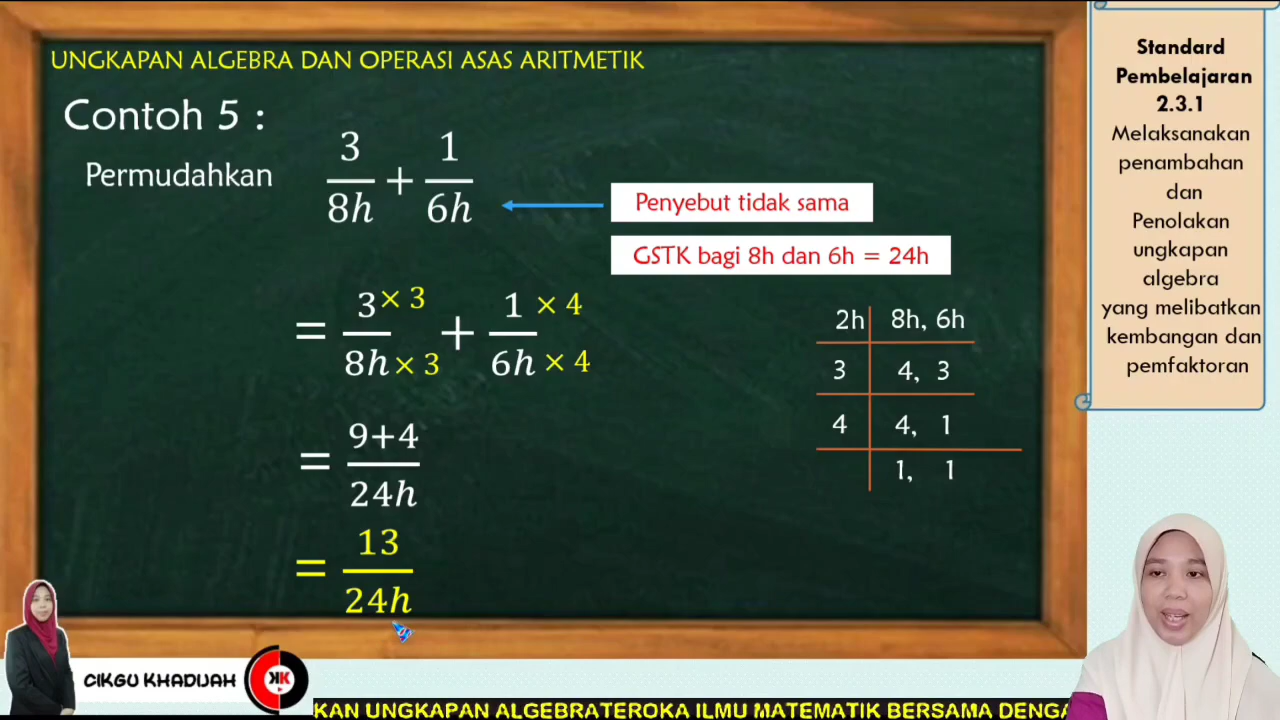 UNGKAPAN ALGEBRA DAN OPERASI ASAS ARITMETIK
Contoh 5 :
Permudahkan 3/8h + 1/6h
Penyebut tidak sama
GSTK bagi 8h dan 6h = 24h
= 3 × 3/8h × 3 + 1 × 4/6h × 4
= 9+4/24h
= 13/24h
2h 8h, 6h
3 4, 3
4 4, 1
1, 1
Standard
Pembelajaran
2.3.1
Melaksanakan
penambahan
dan
Penolakan
ungkapan
algebra
yang melibatkan
kembangan dan
pemfaktoran
CIKGU KHADIJAH
KK
KAN UNGKAPAN ALGEBRATEROKA ILMU MATEMATIK BERSAMA DENGA